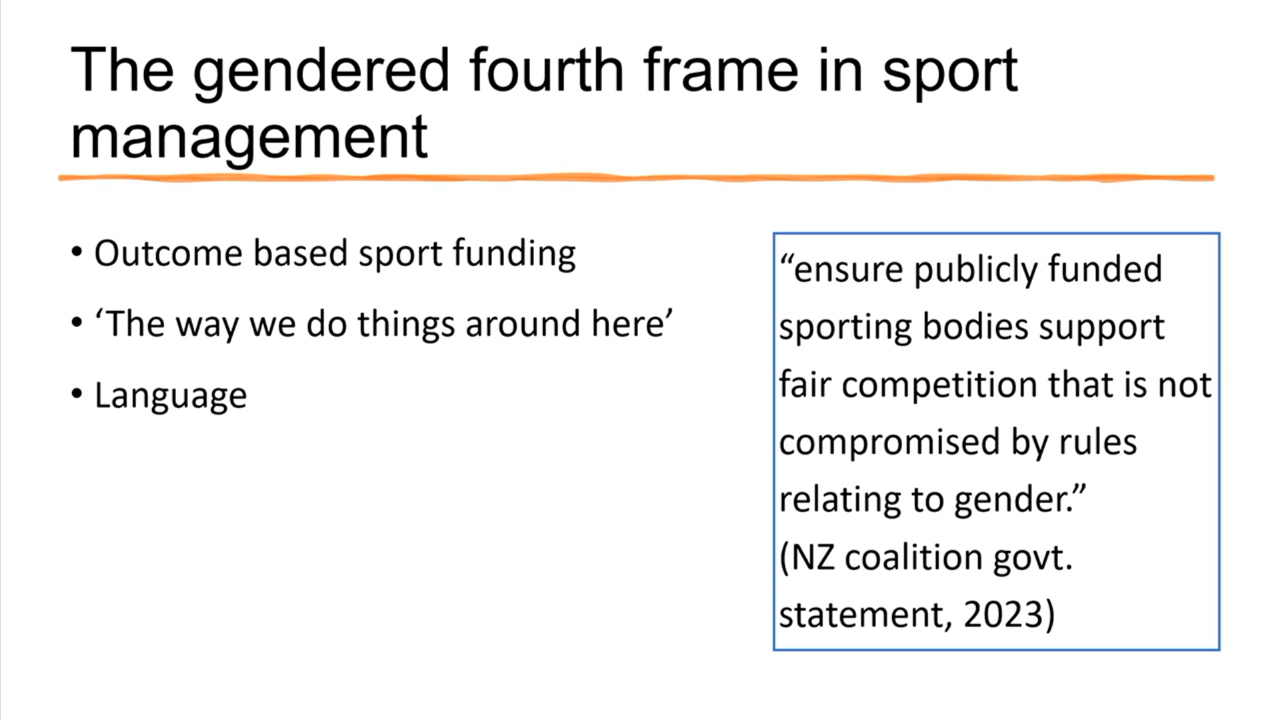 The gendered fourth frame in sport
management
• Outcome based sport funding
• ‘The way we do things around here’
• Language
“ensure publicly funded
sporting bodies support
fair competition that is not
compromised by rules
relating to gender.”
(NZ coalition govt.
statement, 2023)